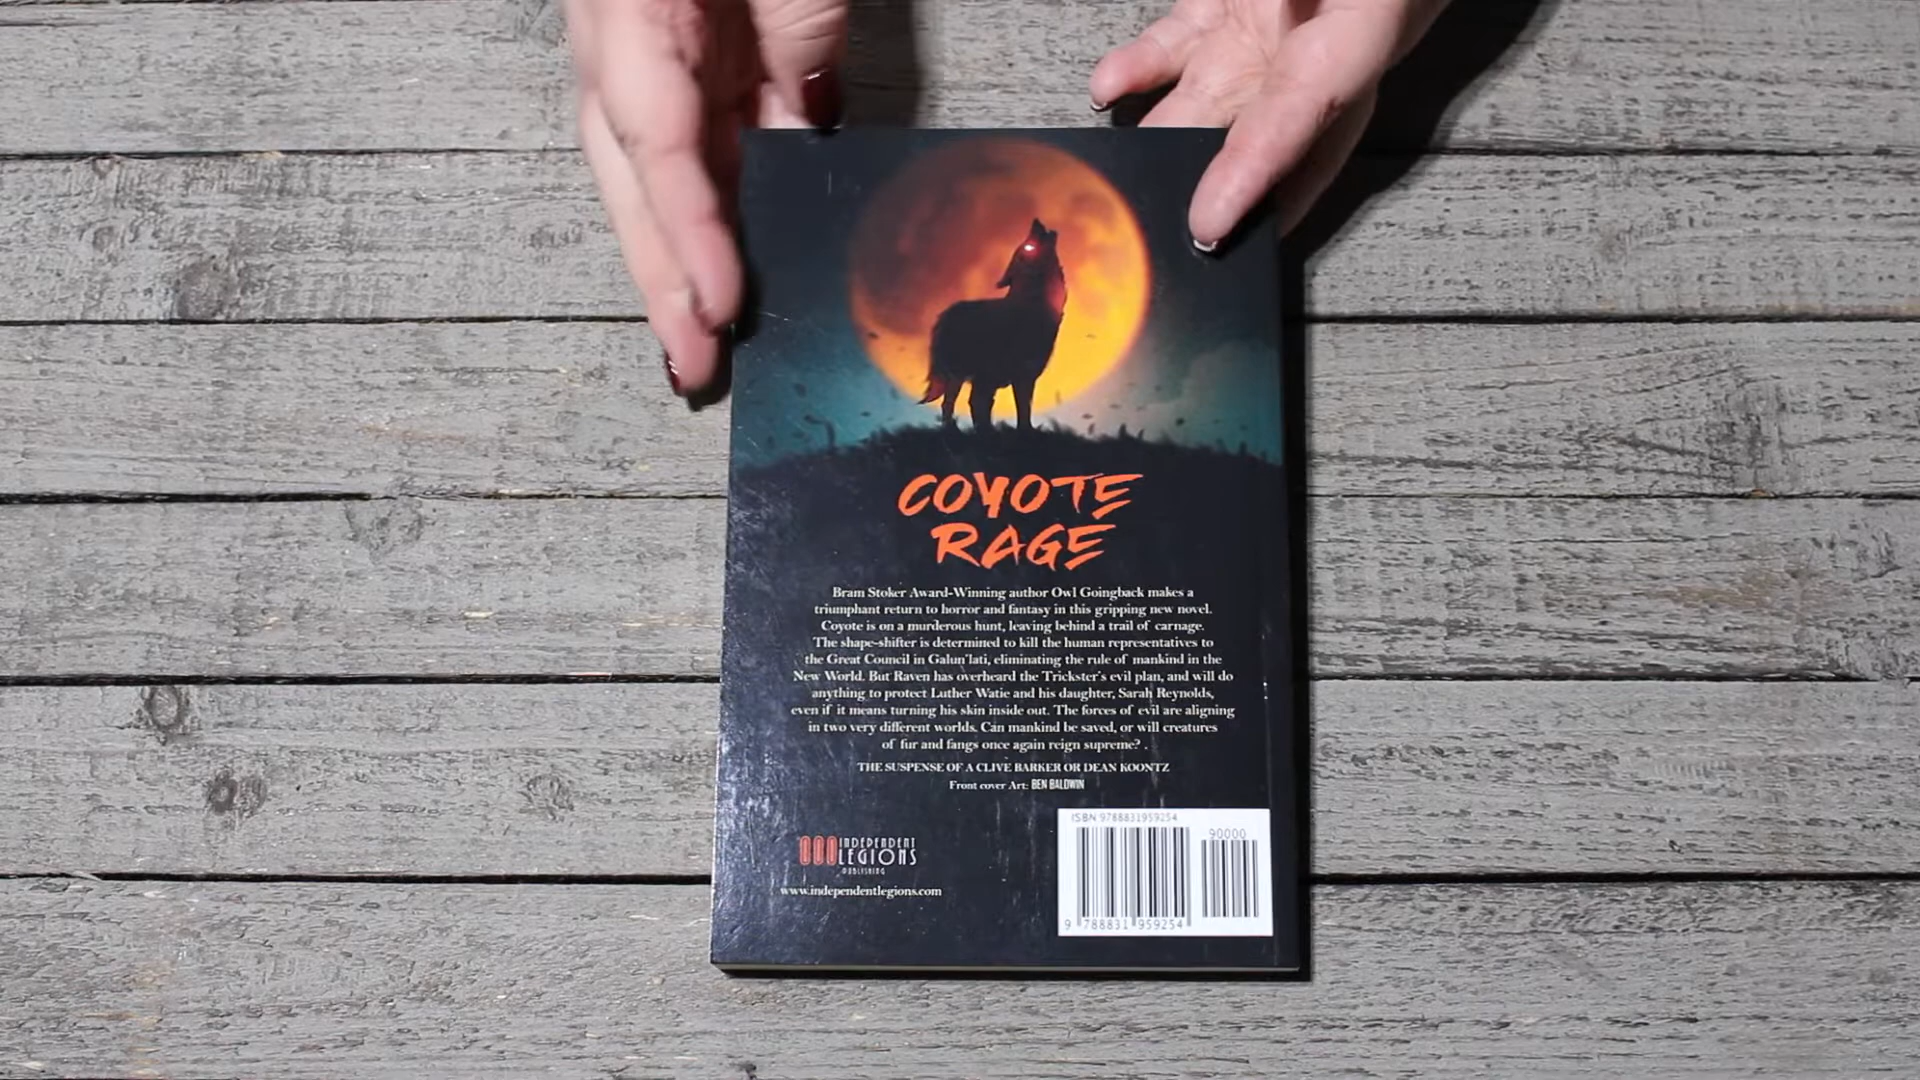 COYOTE
RAGE
Bram Stoker Award-Winning author Owl Goingback makes a
triumphant return to horror and fantasy in this gripping new novel.
Coyote is on a murderous hunt, leaving behind a trail of carnage.
The shape-shifter is determined to kill the human representatives to
the Great Council in Galun'lati, eliminating the rule of mankind in the
New World. But Raven has overheard the Trickster's evil plan, and will do
anything to protect Luther Watie and his daughter, Sarah Reynolds,
even if it means turning his skin inside out. The forces of evil are aligning
in two very different worlds. Can mankind be saved, or will creatures
of fur and fangs once again reign supreme? .
THE SUSPENSE OF A CLIVE BARKER OR DEAN KOONTZ
Front cover Art: BEN BALDWIN
INDEPENDENT
LEGIONS
PUBLISHING
www.independentlegions.com
ISBN 9788831959254
90000
9 788831 959254